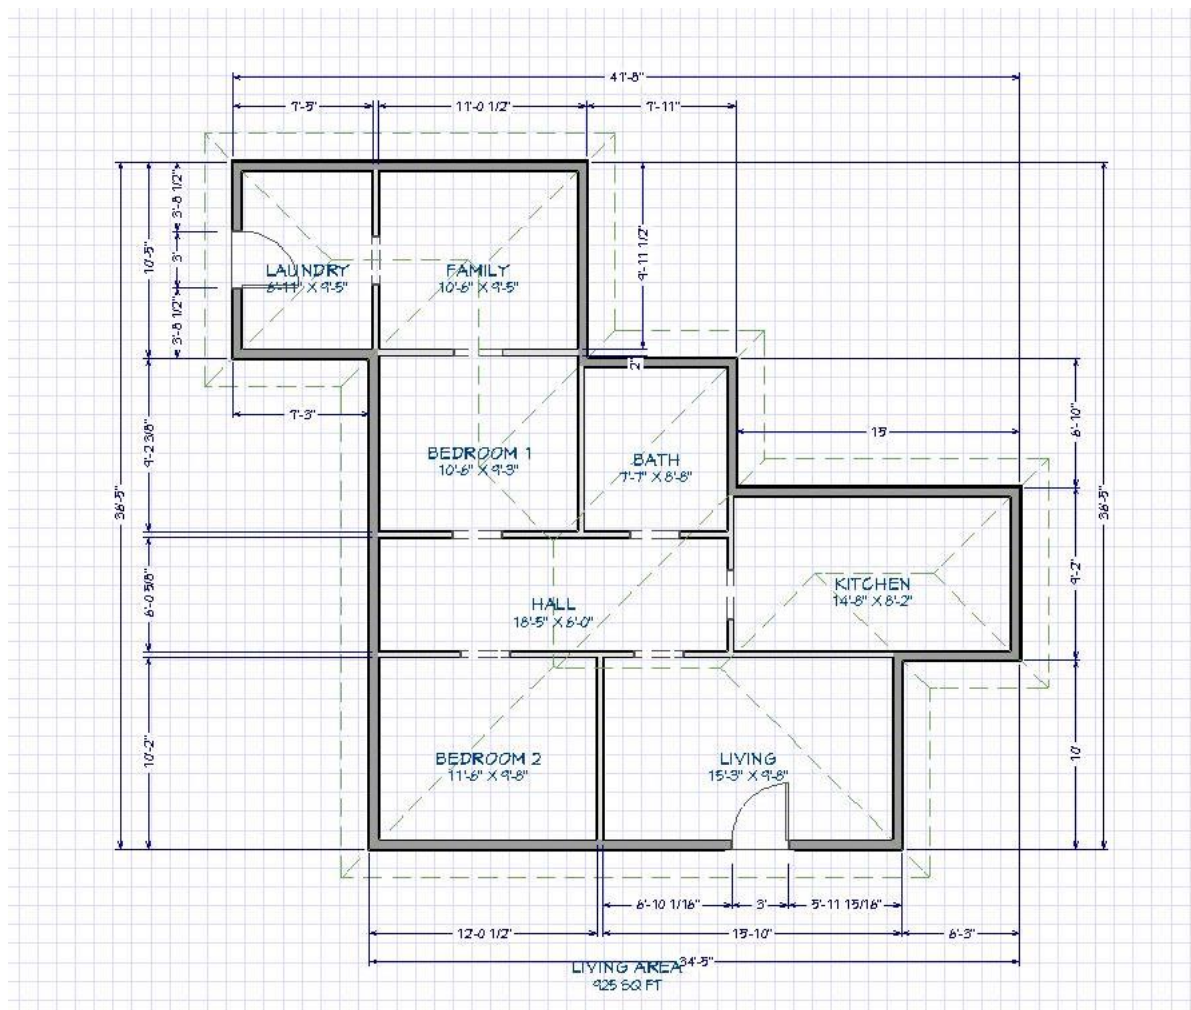 41'-8"
7'-5" 11'-0 1/2" 7'-11"
3'-8 1/2"
3'
3'-8 1/2"
10'-5"
9'-11 1/2"
LAUNDRY
6'-11" X 9'-5"
FAMILY
10'-6" X 9'-5"
2"
7'-3"
15'
6'-10"
9'-2 3/8"
BEDROOM 1
10'-6" X 9'-3"
BATH
7'-7" X 8'-8"
36'-5"
36'-5"
9'-2"
KITCHEN
14'-8" X 8'-2"
6'-0 5/8"
HALL
18'-5" X 6'-0"
10'-2"
BEDROOM 2
11'-6" X 9'-8"
LIVING
15'-3" X 9'-8"
10'
6'-10 1/16" 3' 5'-11 15/16"
12'-0 1/2" 15'-10" 6'-3"
34'-5"
LIVING AREA
925 SQ FT